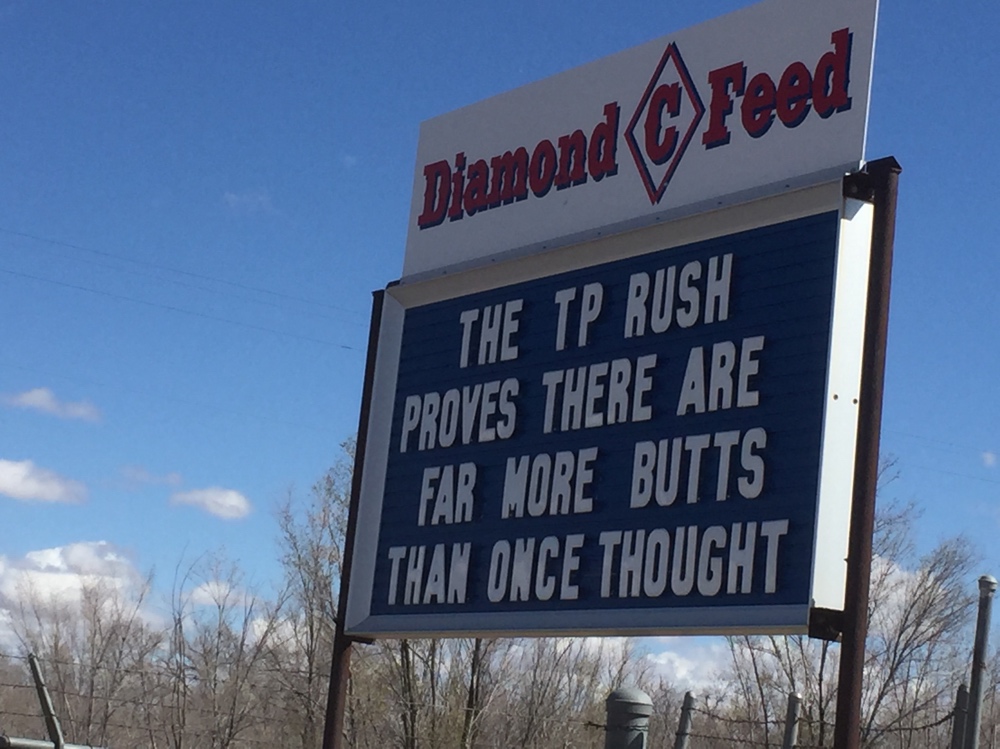 Diamond C Feed
THE TP RUSH
PROVES THERE ARE
FAR MORE BUTTS
THAN ONCE THOUGHT